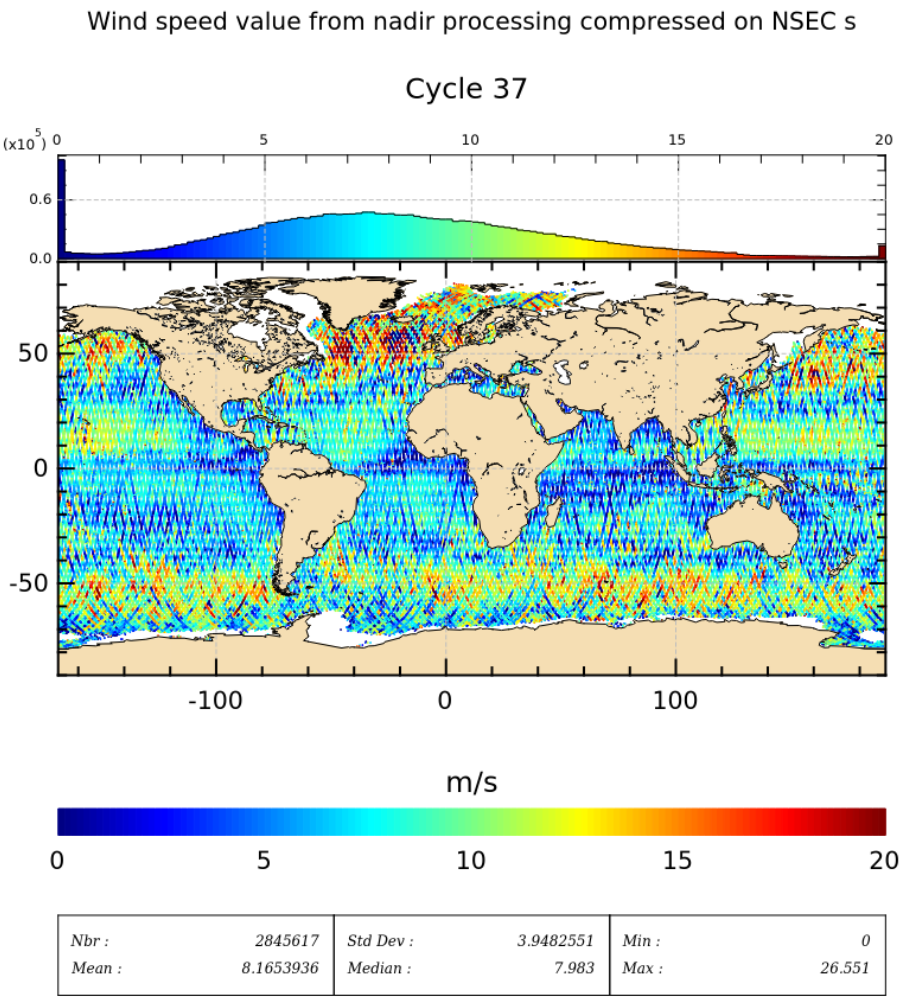 Wind speed value from nadir processing compressed on NSEC s
Cycle 37
(x10^5) 0 5 10 15 20
0.6
0.0
50
0
-50
-100 0 100
m/s
0 5 10 15 20
Nbr : 2845617 Std Dev : 3.9482551 Min : 0
Mean : 8.1653936 Median : 7.983 Max : 26.551